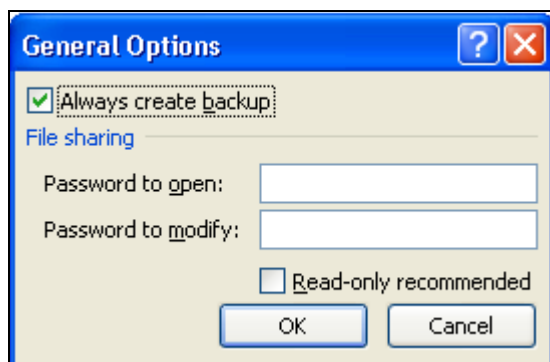 General Options
Always create backup
File sharing
Password to open:
Password to modify:
Read-only recommended
OK Cancel